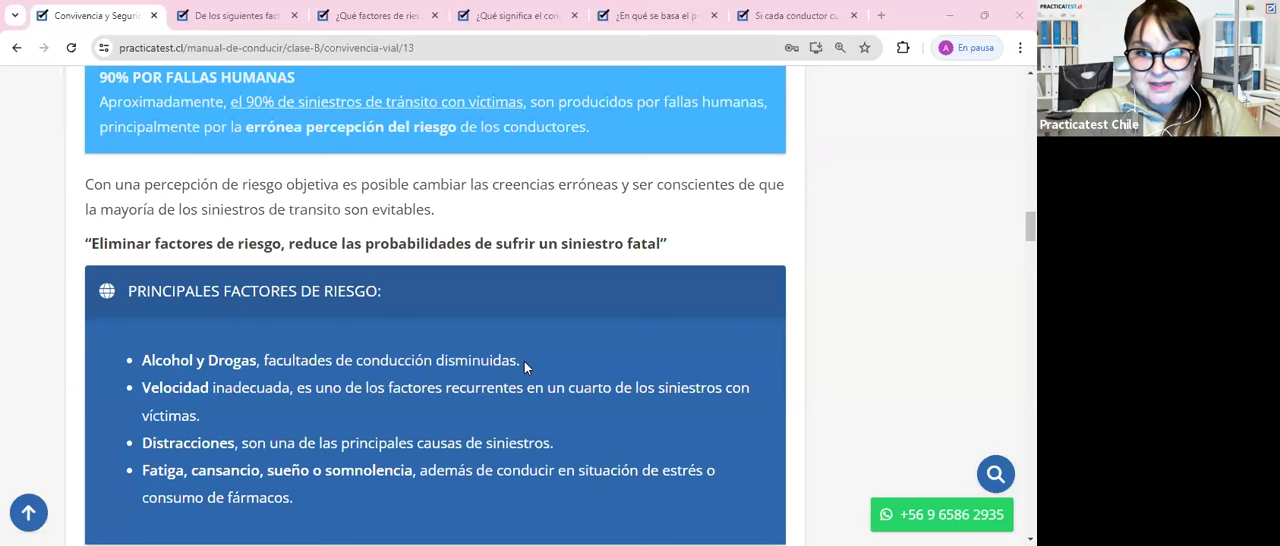 Convivencia y Seguri
De los siguientes fact
¿Qué factores de ries
¿Qué significa el con
¿En qué se basa el p
Si cada conductor cu
practicatest.cl/manual-de-conducir/clase-B/convivencia-vial/13
A En pausa
PRACTICATEST.cl
Practicatest Chile
90% POR FALLAS HUMANAS
Aproximadamente, el 90% de siniestros de tránsito con víctimas, son producidos por fallas humanas,
principalmente por la errónea percepción del riesgo de los conductores.
Con una percepción de riesgo objetiva es posible cambiar las creencias erróneas y ser conscientes de que
la mayoría de los siniestros de transito son evitables.
“Eliminar factores de riesgo, reduce las probabilidades de sufrir un siniestro fatal”
PRINCIPALES FACTORES DE RIESGO:
• Alcohol y Drogas, facultades de conducción disminuidas.
• Velocidad inadecuada, es uno de los factores recurrentes en un cuarto de los siniestros con
víctimas.
• Distracciones, son una de las principales causas de siniestros.
• Fatiga, cansancio, sueño o somnolencia, además de conducir en situación de estrés o
consumo de fármacos.
+56 9 6586 2935